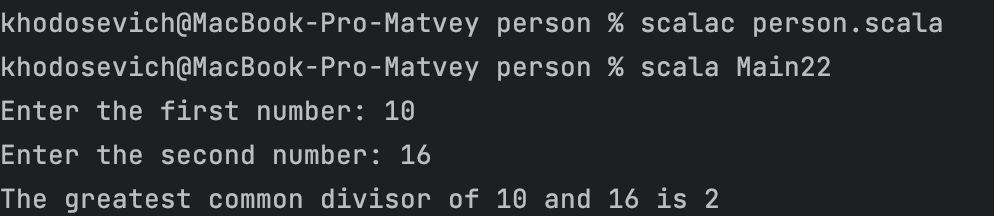 khodosevich@MacBook-Pro-Matvey person % scalac person.scala
khodosevich@MacBook-Pro-Matvey person % scala Main22
Enter the first number: 10
Enter the second number: 16
The greatest common divisor of 10 and 16 is 2